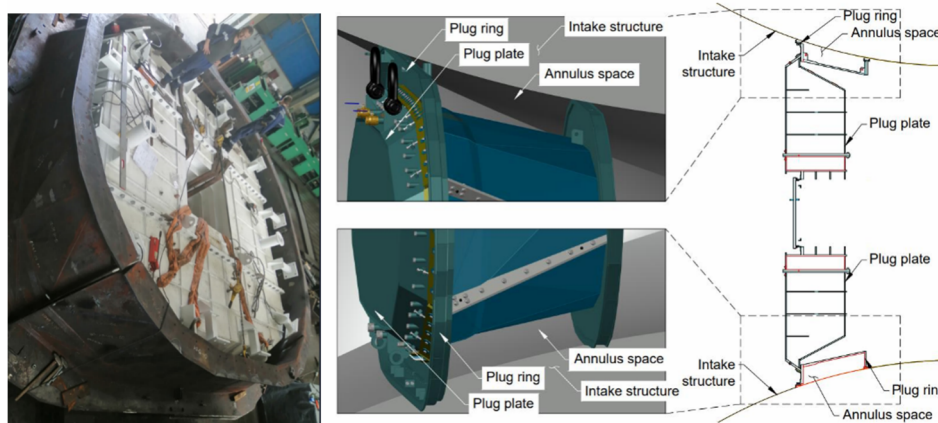 Plug ring
Plug plate
Intake structure
Annulus space
Annulus space
Plug ring
Intake structure
Plug plate
Plug ring
Annulus space
Intake
structure
Plug plate
Plug plate
Intake
structure
Plug rin
Annulus space